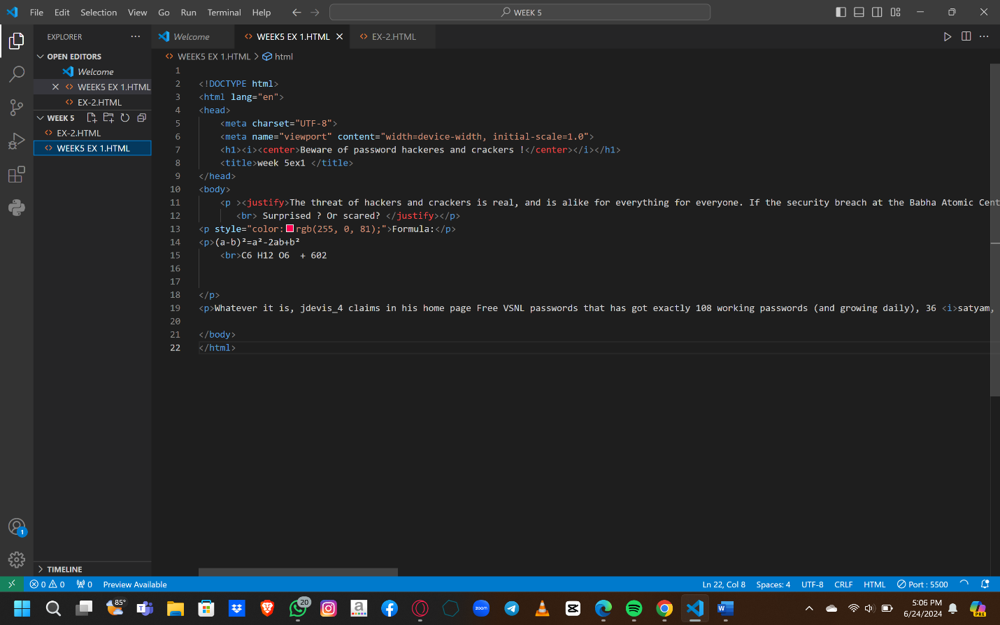 File Edit Selection View Go Run Terminal Help
WEEK 5
EXPLORER
Welcome
WEEK5 EX 1.HTML
EX-2.HTML
OPEN EDITORS
Welcome
WEEK5 EX 1.HTML
EX-2.HTML
WEEK 5
EX-2.HTML
WEEK5 EX 1.HTML
WEEK5 EX 1.HTML > html
1
2 <!DOCTYPE html>
3 <html lang="en">
4 <head>
5 <meta charset="UTF-8">
6 <meta name="viewport" content="width=device-width, initial-scale=1.0">
7 <h1><i><center>Beware of password hackeres and crackers !</center></i></h1>
8 <title>week 5ex1 </title>
9 </head>
10 <body>
11 <p ><justify>The threat of hackers and crackers is real, and is alike for everything for everyone. If the security breach at the Babha Atomic Cent
12 <br> Surprised ? Or scared? </justify></p>
13 <p style="color:rgb(255, 0, 81);">Formula:</p>
14 <p>(a-b)²=a²-2ab+b²
15 <br>C6 H12 O6  + 602
16
17
18 </p>
19 <p>Whatever it is, jdevis_4 claims in his home page Free VSNL passwords that has got exactly 108 working passwords (and growing daily), 36 <i>satyam,
20
21 </body>
22 </html>
1
TIMELINE
0 0 0 Preview Available
Ln 22, Col 8 Spaces: 4 UTF-8 CRLF HTML Port : 5500
85°
20
a
zoom
W
PRE
5:06 PM
6/24/2024